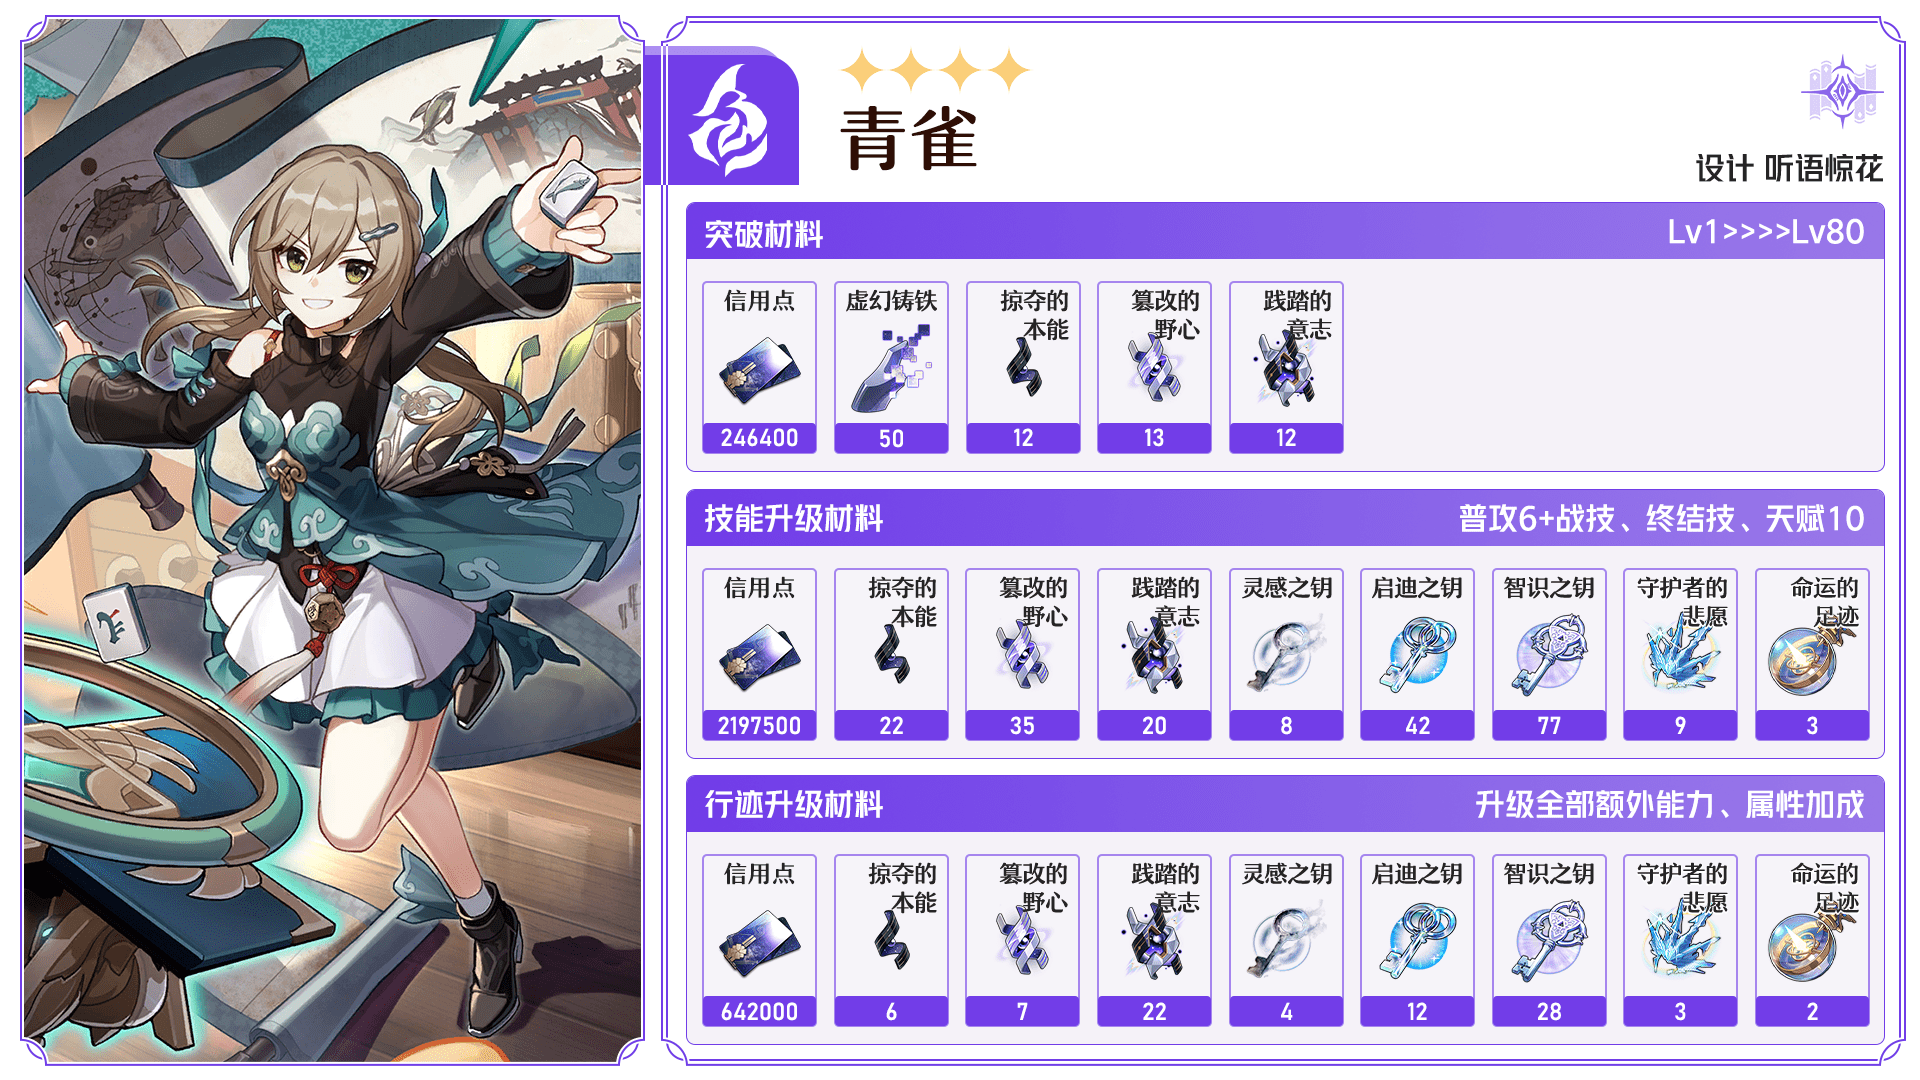 青雀
设计 听语惊花
突破材料
Lv1>>>>Lv80
信用点
虚幻铸铁
掠夺的
本能
篡改的
野心
践踏的
意志
246400
50
12
13
12
技能升级材料
普攻6+战技、终结技、天赋10
信用点
掠夺的
本能
篡改的
野心
践踏的
意志
灵感之钥
启迪之钥
智识之钥
守护者的
悲愿
命运的
足迹
2197500
22
35
20
8
42
77
9
3
行迹升级材料
升级全部额外能力、属性加成
信用点
掠夺的
本能
篡改的
野心
践踏的
意志
灵感之钥
启迪之钥
智识之钥
守护者的
悲愿
命运的
足迹
642000
6
7
22
4
12
28
3
2